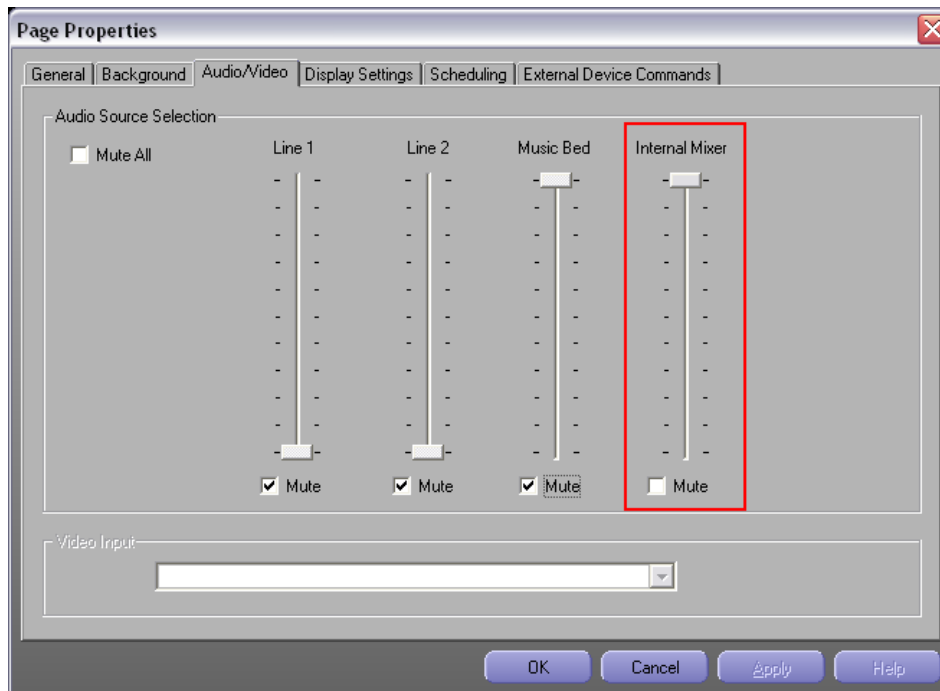 Page Properties
General Background Audio/Video Display Settings Scheduling External Device Commands
Audio Source Selection
Mute All Line 1 Line 2 Music Bed Internal Mixer
Mute Mute Mute Mute
Video Input
OK Cancel Apply Help